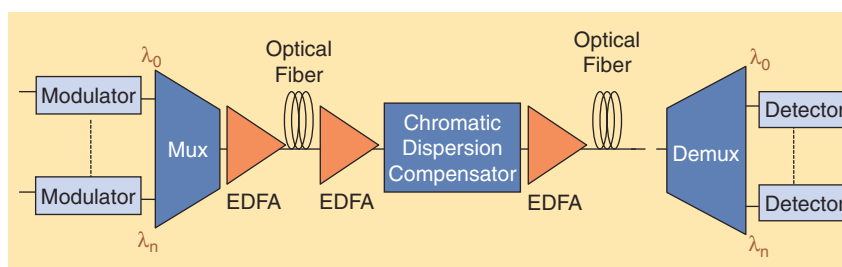 λ0
Modulator
Modulator
λn
Mux
EDFA
Optical
Fiber
EDFA
Chromatic
Dispersion
Compensator
EDFA
Optical
Fiber
Demux
λ0
Detector
Detector
λn